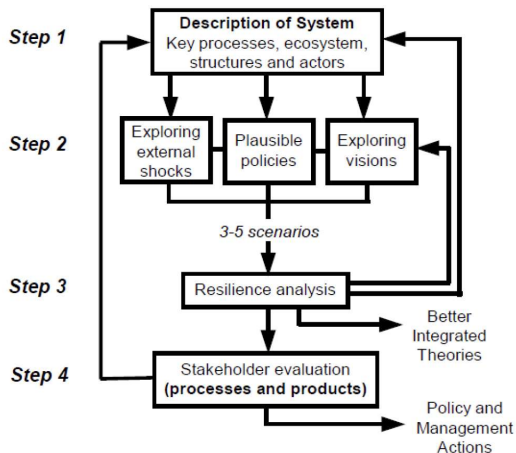 Step 1
Description of System
Key processes, ecosystem,
structures and actors
Step 2
Exploring
external
shocks
Plausible
policies
Exploring
visions
3-5 scenarios
Step 3
Resilience analysis
Better
Integrated
Theories
Step 4
Stakeholder evaluation
(processes and products)
Policy and
Management
Actions